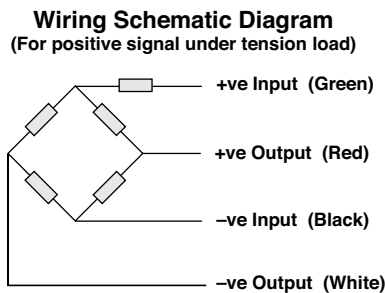 Wiring Schematic Diagram
(For positive signal under tension load)
+ve Input (Green)
+ve Output (Red)
–ve Input (Black)
–ve Output (White)